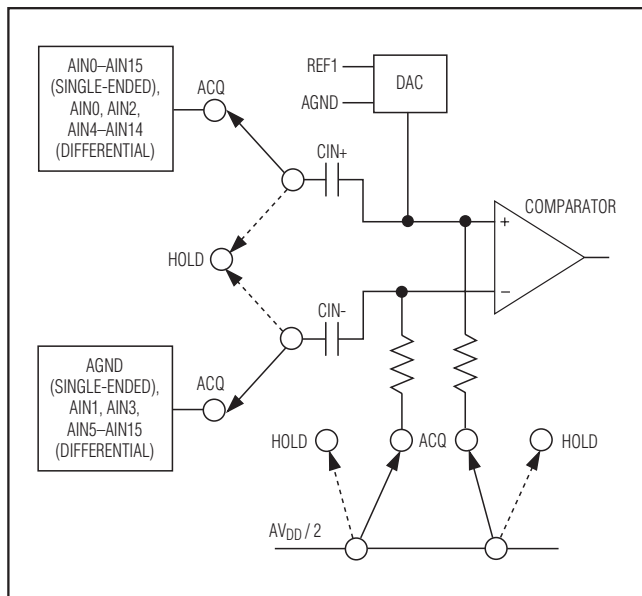 AIN0–AIN15
(SINGLE-ENDED),
AIN0, AIN2,
AIN4–AIN14
(DIFFERENTIAL)
ACQ
REF1
AGND
DAC
CIN+
COMPARATOR
+
−
HOLD
CIN-
AGND
(SINGLE-ENDED),
AIN1, AIN3,
AIN5–AIN15
(DIFFERENTIAL)
ACQ
HOLD
ACQ
HOLD
AVDD / 2